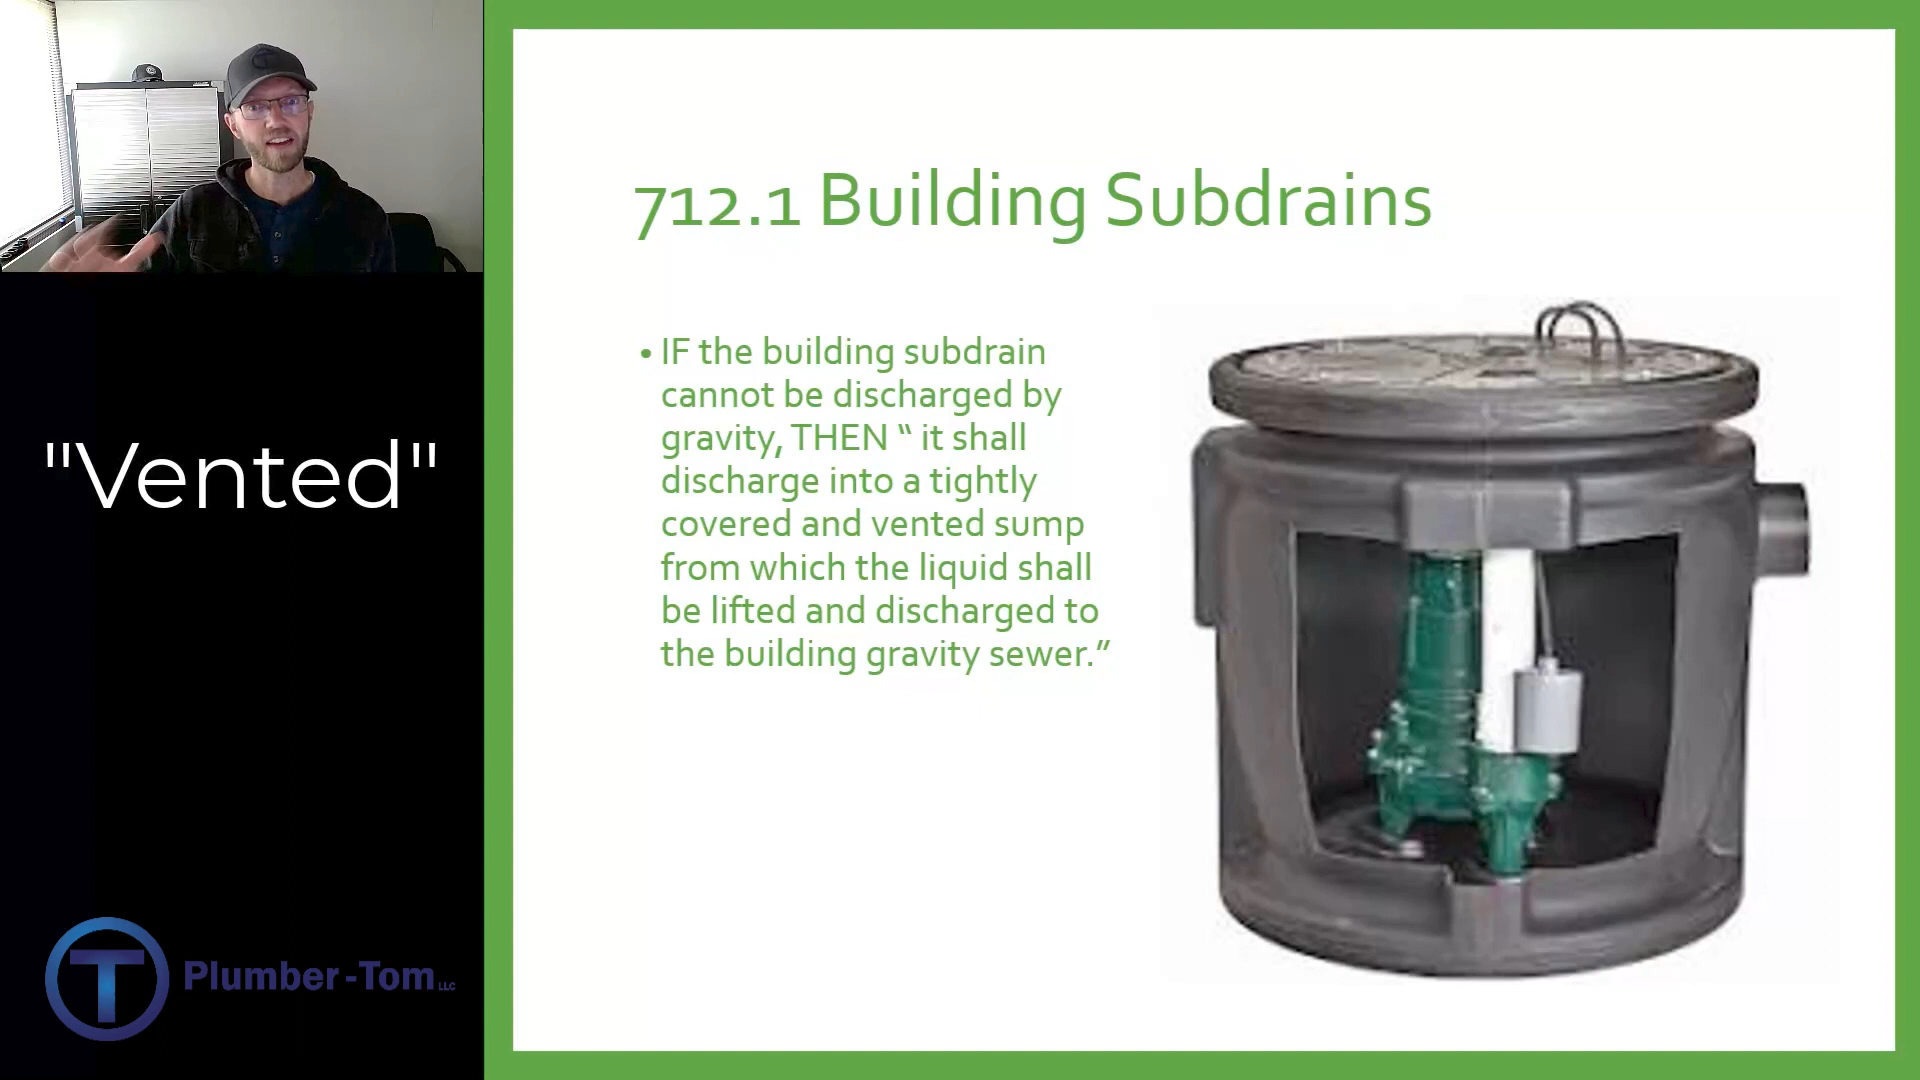 "Vented"
Plumber-Tom LLC
712.1 Building Subdrains
• IF the building subdrain
cannot be discharged by
gravity, THEN “ it shall
discharge into a tightly
covered and vented sump
from which the liquid shall
be lifted and discharged to
the building gravity sewer.”